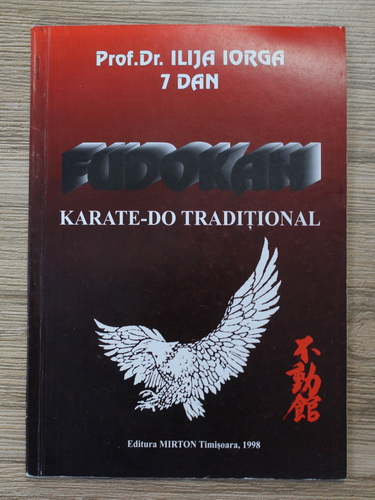 Prof.Dr. ILIJA IORGA
7 DAN
FUDOKAN
KARATE-DO TRADIȚIONAL
不動館
Editura MIRTON Timișoara, 1998